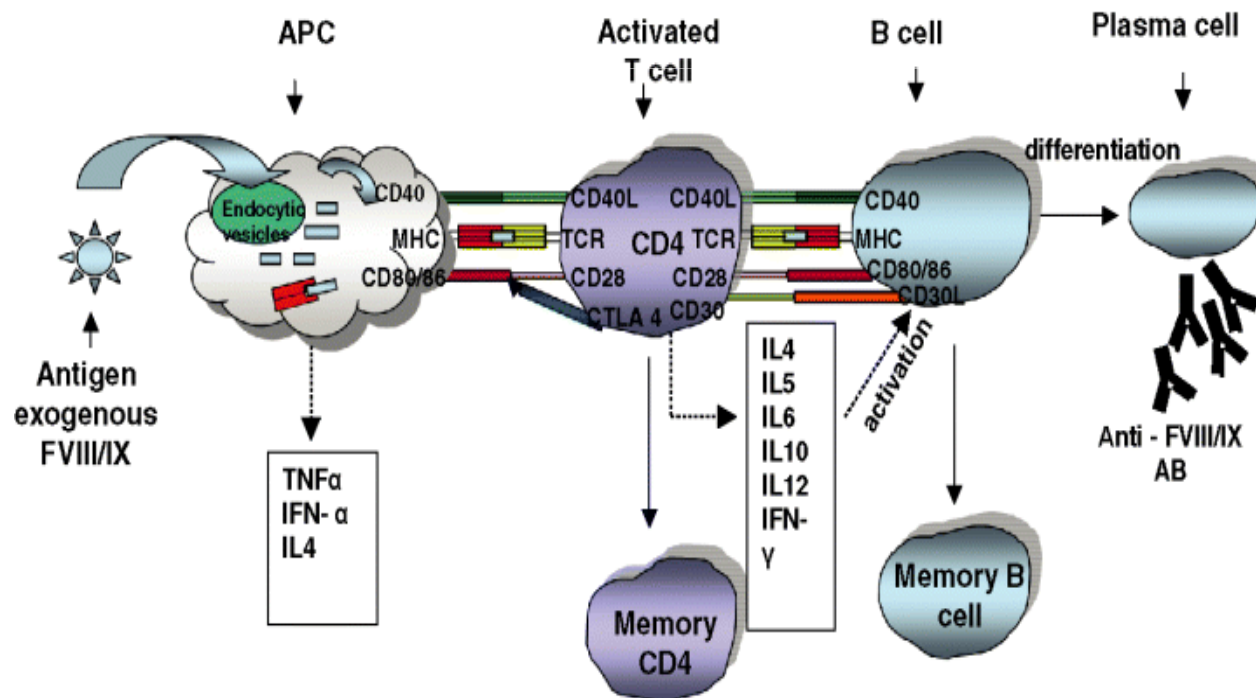 APC
Activated
T cell
B cell
Plasma cell
differentiation
Endocytic
vesicles
CD40
MHC
CD80/86
CD40L
TCR
CD28
CTLA 4
CD4
CD40L
TCR
CD28
CD30
CD40
MHC
CD80/86
CD30L
Antigen
exogenous
FVIII/IX
TNFα
IFN- α
IL4
IL4
IL5
IL6
IL10
IL12
IFN-
γ
activation
Anti - FVIII/IX
AB
Memory
CD4
Memory B
cell